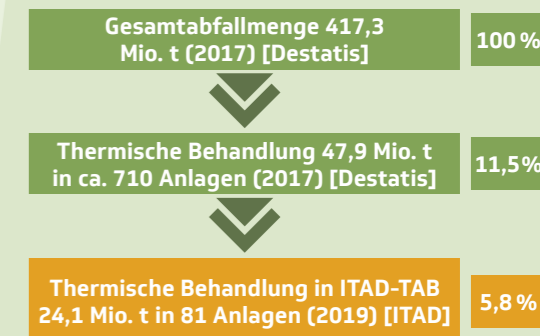 Gesamtabfallmenge 417,3
Mio. t (2017) [Destatis]
100 %
Thermische Behandlung 47,9 Mio. t
in ca. 710 Anlagen (2017) [Destatis]
11,5%
Thermische Behandlung in ITAD-TAB
24,1 Mio. t in 81 Anlagen (2019) [ITAD]
5,8 %